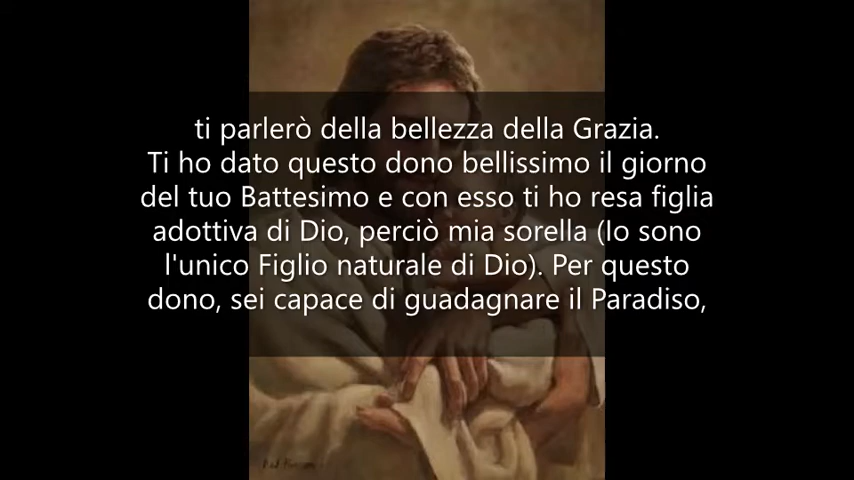 ti parlerò della bellezza della Grazia.
Ti ho dato questo dono bellissimo il giorno
del tuo Battesimo e con esso ti ho resa figlia
adottiva di Dio, perciò mia sorella (Io sono
l'unico Figlio naturale di Dio). Per questo
dono, sei capace di guadagnare il Paradiso,